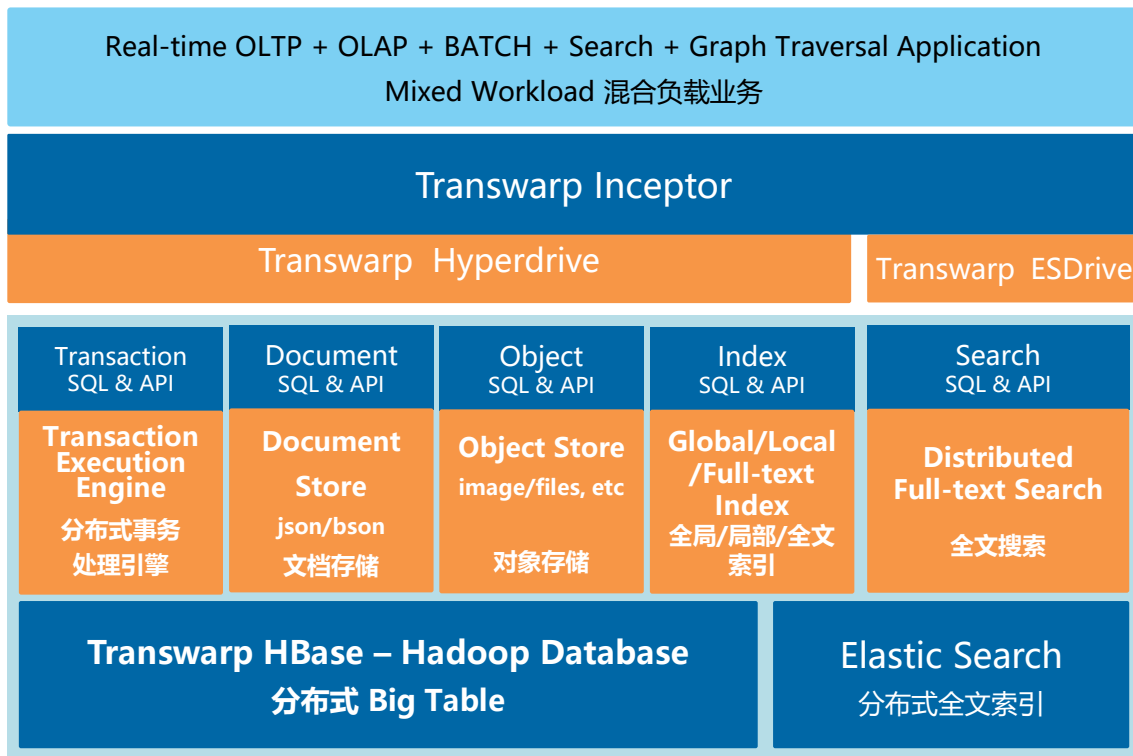 Real-time OLTP + OLAP + BATCH + Search + Graph Traversal Application
Mixed Workload 混合负载业务
Transwarp Inceptor
Transwarp Hyperdrive
Transwarp ESDrive
Transaction
SQL & API
Document
SQL & API
Object
SQL & API
Index
SQL & API
Search
SQL & API
Transaction
Execution
Engine
分布式事务
处理引擎
Document
Store
json/bson
文档存储
Object Store
image/files, etc
对象存储
Global/Local
/Full-text
Index
全局/局部/全文
索引
Distributed
Full-text Search
全文搜索
Transwarp HBase – Hadoop Database
分布式 Big Table
Elastic Search
分布式全文索引